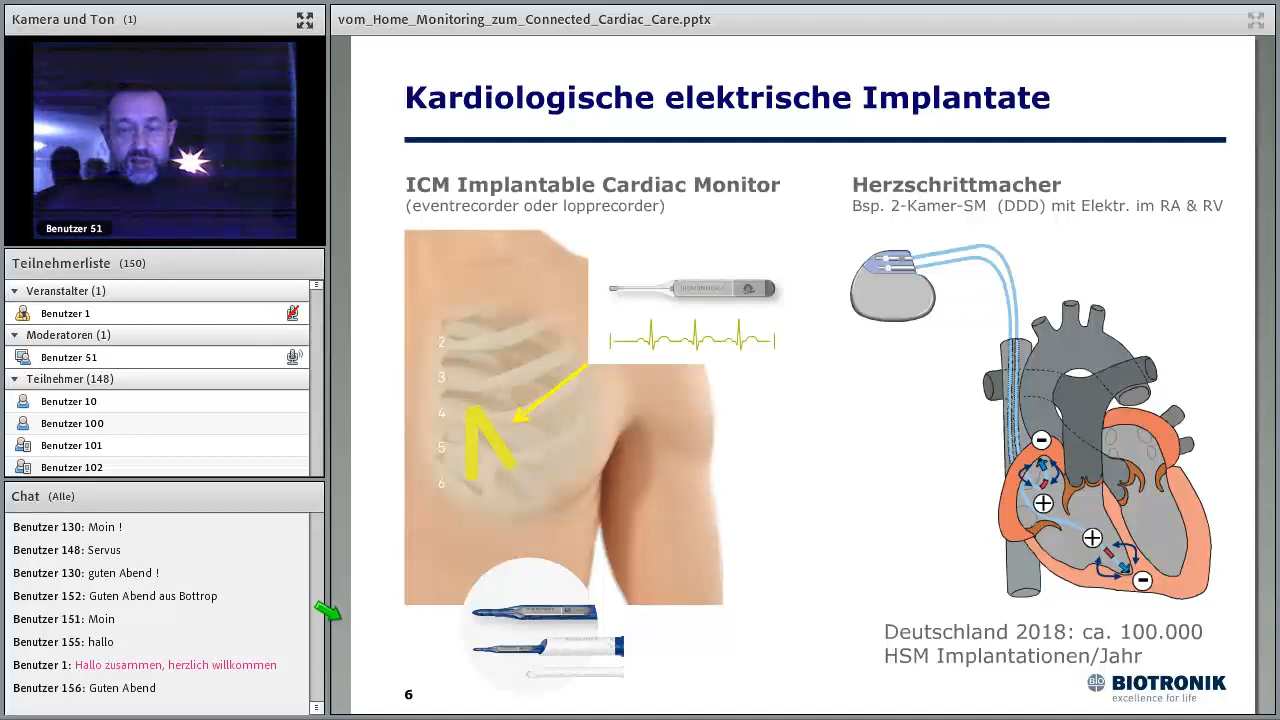 Kamera und Ton (1)
Benutzer 51
Teilnehmerliste (150)
Veranstalter (1)
Benutzer 1
Moderatoren (1)
Benutzer 51
Teilnehmer (148)
Benutzer 10
Benutzer 100
Benutzer 101
Benutzer 102
Chat (Alle)
Benutzer 130: Moin !
Benutzer 148: Servus
Benutzer 130: guten Abend !
Benutzer 152: Guten Abend aus Bottrop
Benutzer 151: Moin
Benutzer 155: hallo
Benutzer 1: Hallo zusammen, herzlich willkommen
Benutzer 156: Guten Abend
vom_Home_Monitoring_zum_Connected_Cardiac_Care.pptx
Kardiologische elektrische Implantate
ICM Implantable Cardiac Monitor
(eventrecorder oder lopprecorder)
2
3
4
5
6
Herzschrittmacher
Bsp. 2-Kamer-SM (DDD) mit Elektr. im RA & RV
Deutschland 2018: ca. 100.000
HSM Implantationen/Jahr
6
BIO BIOTRONIK
excellence for life